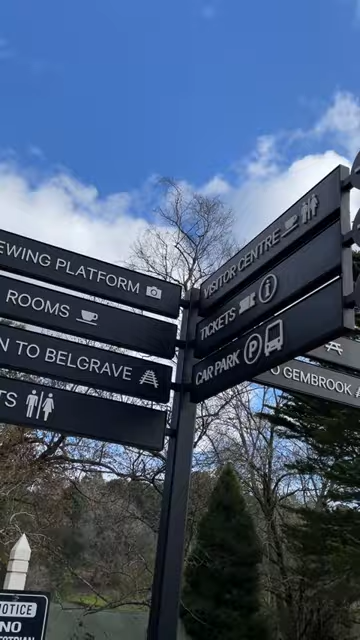 EWING PLATFORM
ROOMS
N TO BELGRAVE
TS
VISITOR CENTRE
TICKETS
CAR PARK P
O GEMBROOK
NOTICE
NO